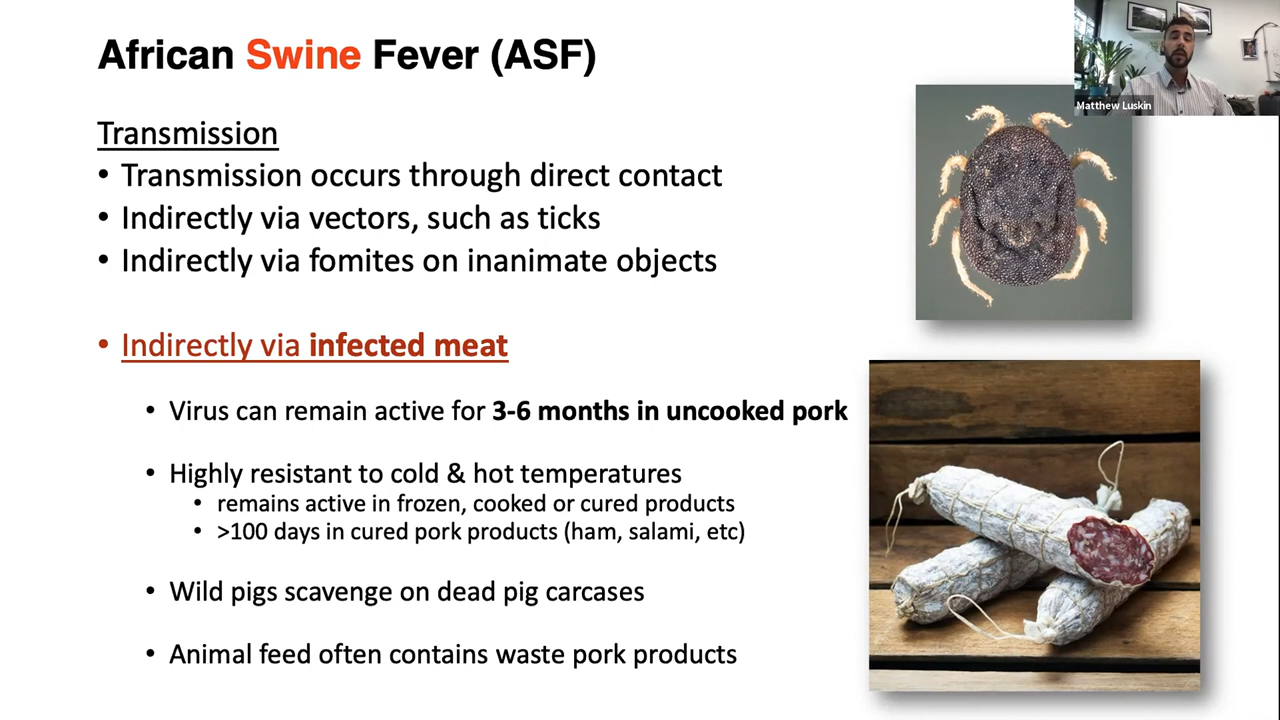 African Swine Fever (ASF)
Matthew Luskin
Transmission
• Transmission occurs through direct contact
• Indirectly via vectors, such as ticks
• Indirectly via fomites on inanimate objects
• Indirectly via infected meat
• Virus can remain active for 3-6 months in uncooked pork
• Highly resistant to cold & hot temperatures
• remains active in frozen, cooked or cured products
• >100 days in cured pork products (ham, salami, etc)
• Wild pigs scavenge on dead pig carcases
• Animal feed often contains waste pork products